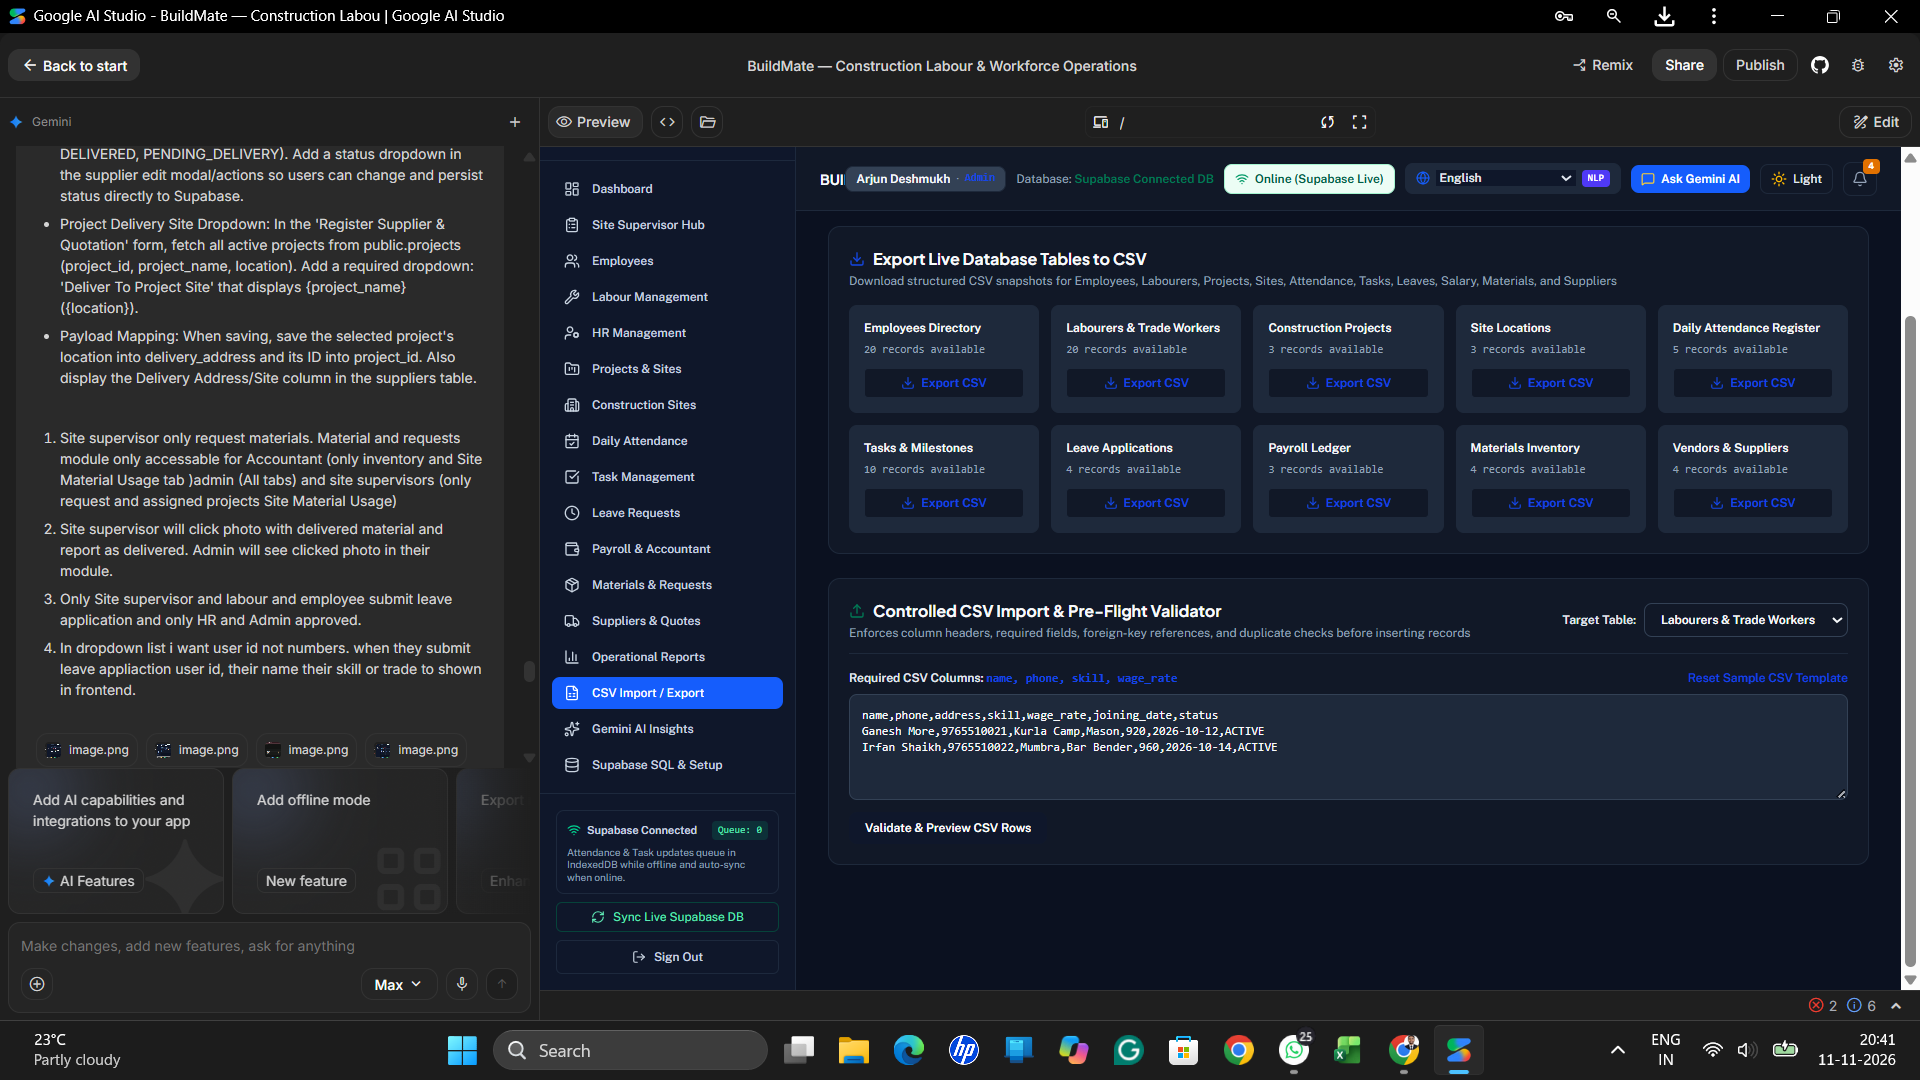 Google AI Studio - BuildMate — Construction Labou | Google AI Studio
Back to start
BuildMate — Construction Labour & Workforce Operations
Remix
Share
Publish
Gemini
Preview
/
Edit
DELIVERED, PENDING_DELIVERY). Add a status dropdown in
the supplier edit modal/actions so users can change and persist
status directly to Supabase.
• Project Delivery Site Dropdown: In the 'Register Supplier &
Quotation' form, fetch all active projects from public.projects
(project_id, project_name, location). Add a required dropdown:
'Deliver To Project Site' that displays {project_name}
({location}).
• Payload Mapping: When saving, save the selected project's
location into delivery_address and its ID into project_id. Also
display the Delivery Address/Site column in the suppliers table.
1. Site supervisor only request materials. Material and requests
module only accessable for Accountant (only inventory and Site
Material Usage tab )admin (All tabs) and site supervisors (only
request and assigned projects Site Material Usage)
2. Site supervisor will click photo with delivered material and
report as delivered. Admin will see clicked photo in their
module.
3. Only Site supervisor and labour and employee submit leave
application and only HR and Admin approved.
4. In dropdown list i want user id not numbers. when they submit
leave appliaction user id, their name their skill or trade to shown
in frontend.
image.png
image.png
image.png
image.png
Add AI capabilities and
integrations to your app
AI Features
Add offline mode
New feature
Export
Enhan
Make changes, add new features, ask for anything
Max
Dashboard
Site Supervisor Hub
Employees
Labour Management
HR Management
Projects & Sites
Construction Sites
Daily Attendance
Task Management
Leave Requests
Payroll & Accountant
Materials & Requests
Suppliers & Quotes
Operational Reports
CSV Import / Export
Gemini AI Insights
Supabase SQL & Setup
Supabase Connected
Queue: 0
Attendance & Task updates queue in
IndexedDB while offline and auto-sync
when online.
Sync Live Supabase DB
Sign Out
BUI
Arjun Deshmukh · Admin
Database: Supabase Connected DB
Online (Supabase Live)
English
NLP
Ask Gemini AI
Light
4
Export Live Database Tables to CSV
Download structured CSV snapshots for Employees, Labourers, Projects, Sites, Attendance, Tasks, Leaves, Salary, Materials, and Suppliers
Employees Directory
20 records available
Export CSV
Labourers & Trade Workers
20 records available
Export CSV
Construction Projects
3 records available
Export CSV
Site Locations
3 records available
Export CSV
Daily Attendance Register
5 records available
Export CSV
Tasks & Milestones
10 records available
Export CSV
Leave Applications
4 records available
Export CSV
Payroll Ledger
3 records available
Export CSV
Materials Inventory
4 records available
Export CSV
Vendors & Suppliers
4 records available
Export CSV
Controlled CSV Import & Pre-Flight Validator
Enforces column headers, required fields, foreign-key references, and duplicate checks before inserting records
Target Table:
Labourers & Trade Workers
Required CSV Columns: name, phone, skill, wage_rate
Reset Sample CSV Template
name,phone,address,skill,wage_rate,joining_date,status
Ganesh More,9765510021,Kurla Camp,Mason,920,2026-10-12,ACTIVE
Irfan Shaikh,9765510022,Mumbra,Bar Bender,960,2026-10-14,ACTIVE
Validate & Preview CSV Rows
2
6
23°C
Partly cloudy
Search
25
ENG
IN
20:41
11-11-2026